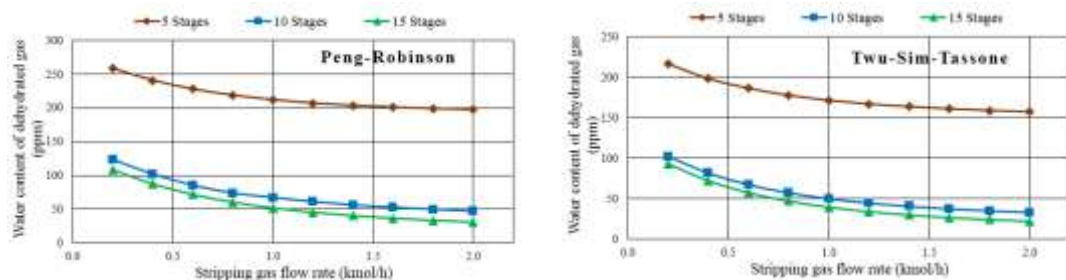 5 Stages 10 Stages 15 Stages
Peng-Robinson
Water content of dehydrated gas
(ppm)
300
250
200
150
100
50
0
0.0 0.5 1.0 1.5 2.0
Stripping gas flow rate (kmol/h)
5 Stages 10 Stages 15 Stages
Twu-Sim-Tassone
Water content of dehydrated gas
(ppm)
250
200
150
100
50
0
0.0 0.5 1.0 1.5 2.0
Stripping gas flow rate (kmol/h)